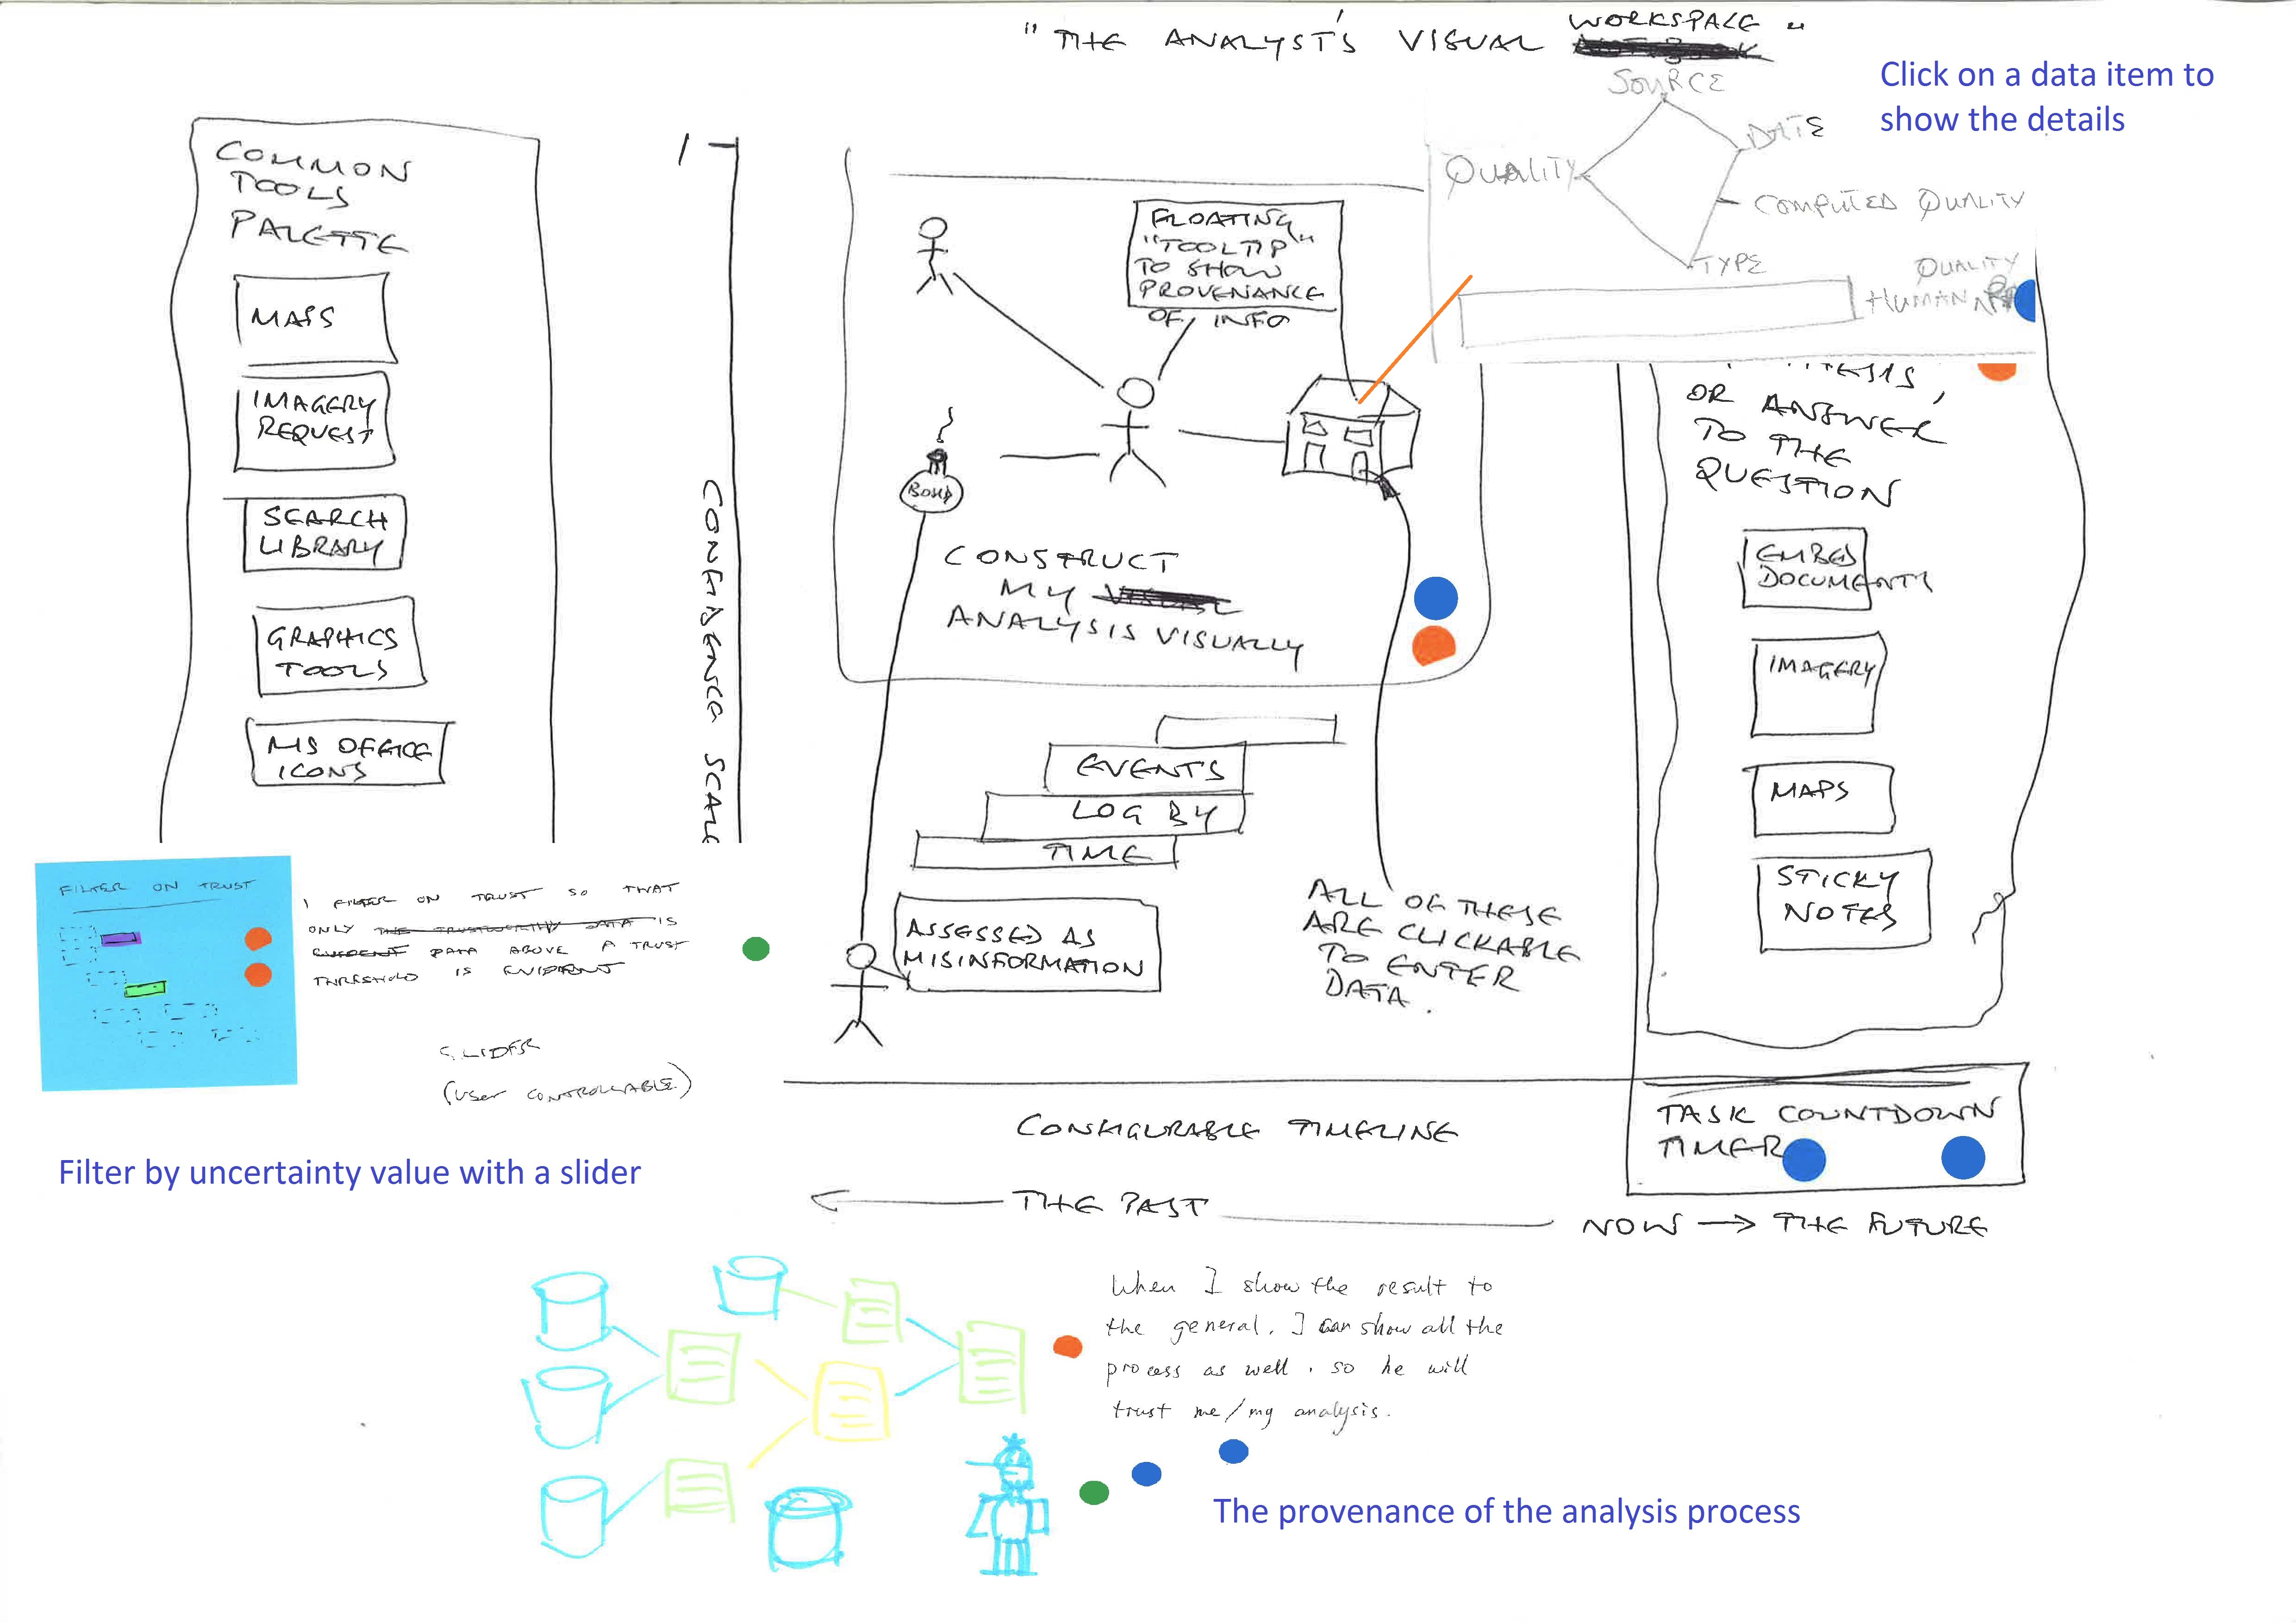 "THE ANALYST'S VISUAL WORKSPACE"
Click on a data item to
show the details
SOURCE
DATE
QUALITY
COMPUTED QUALITY
TYPE
QUALITY
HUMAN
COMMON
TOOLS
PALETTE
MAPS
IMAGERY
REQUEST
SEARCH
LIBRARY
GRAPHICS
TOOLS
MS OFFICE
ICONS
1
CONFIDENCE SCALE
FLOATING
"TOOLTIP"
TO SHOW
PROVENANCE
OF INFO
BOMB
CONSTRUCT
MY
ANALYSIS VISUALLY
EVENTS
LOG BY
TIME
ASSESSED AS
MISINFORMATION
ALL OF THESE
ARE CLICKABLE
TO ENTER
DATA.
OR ANSWER
TO THE
QUESTION
EMBED
DOCUMENTS
IMAGERY
MAPS
STICKY
NOTES
TASK COUNTDOWN
TIMER
FILTER ON TRUST
I FILTER ON TRUST SO THAT
ONLY THE TRUSTWORTHY DATA IS
DATA ABOVE A TRUST
THRESHOLD IS EVIDENT
SLIDER
(USER CONTROLLABLE)
Filter by uncertainty value with a slider
CONFIGURABLE TIMELINE
THE PAST
NOW → THE FUTURE
When I show the result to
the general, I can show all the
process as well, so he will
trust me/my analysis.
The provenance of the analysis process